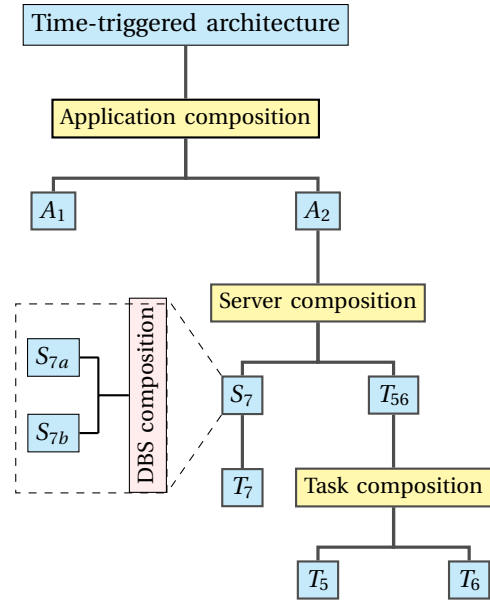 Time-triggered architecture
Application composition
A1
A2
Server composition
S7a
S7b
DBS composition
S7
T56
T7
Task composition
T5
T6